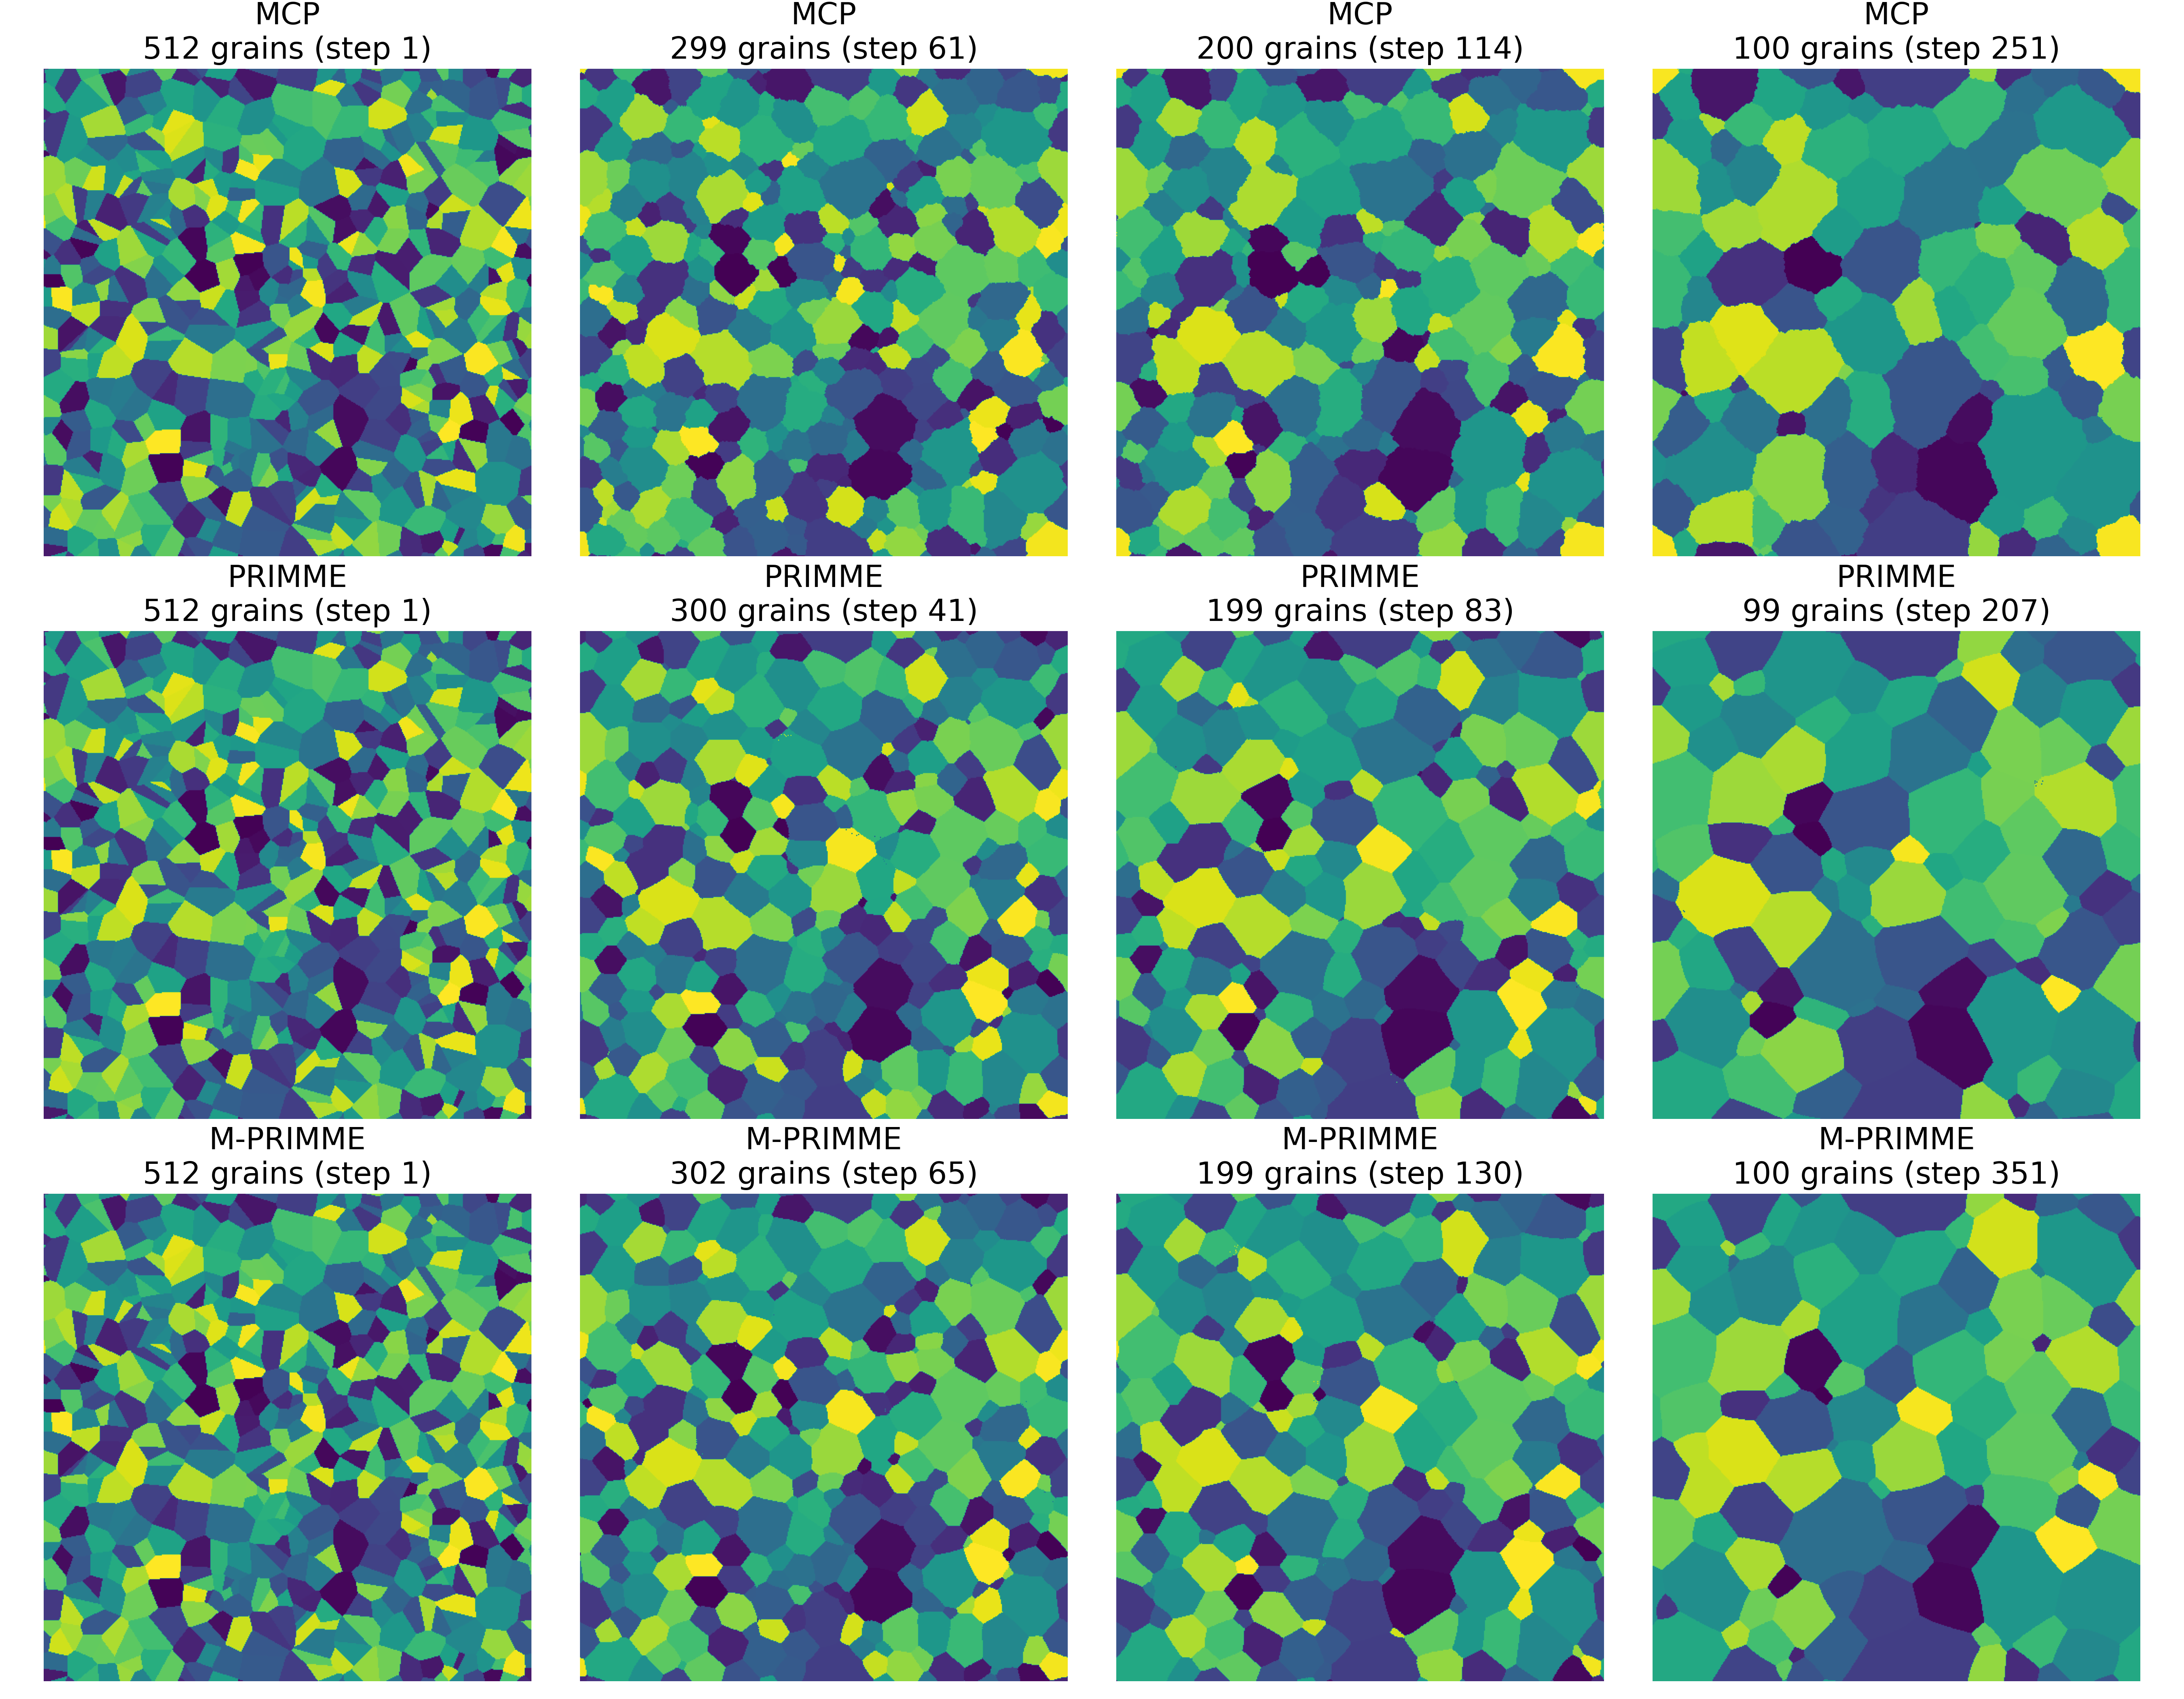 MCP
512 grains (step 1)
MCP
299 grains (step 61)
MCP
200 grains (step 114)
MCP
100 grains (step 251)
PRIMME
512 grains (step 1)
PRIMME
300 grains (step 41)
PRIMME
199 grains (step 83)
PRIMME
99 grains (step 207)
M-PRIMME
512 grains (step 1)
M-PRIMME
302 grains (step 65)
M-PRIMME
199 grains (step 130)
M-PRIMME
100 grains (step 351)